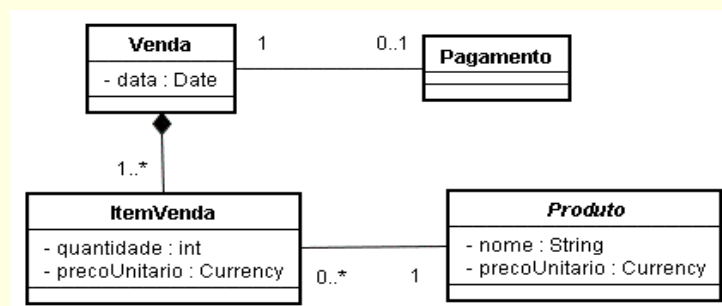 Venda
1
0..1
- data : Date
Pagamento
1..*
ItemVenda
- quantidade : int
- precoUnitario : Currency
0..*
1
Produto
- nome : String
- precoUnitario : Currency